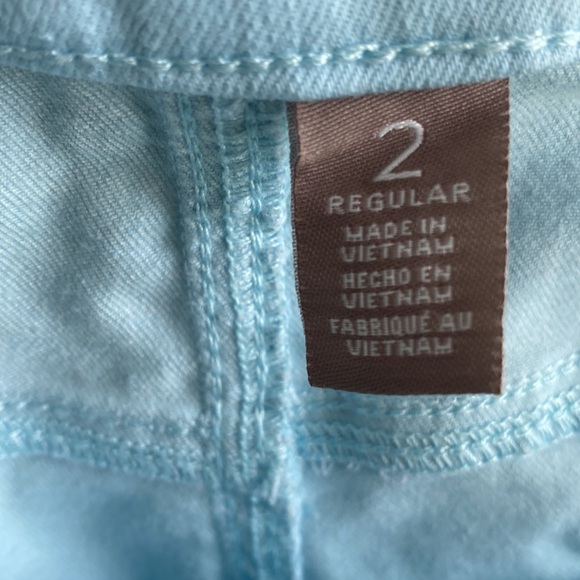 2
REGULAR
MADE IN
VIETNAM
HECHO EN
VIETNAM
FABRIQUÉ AU
VIETNAM